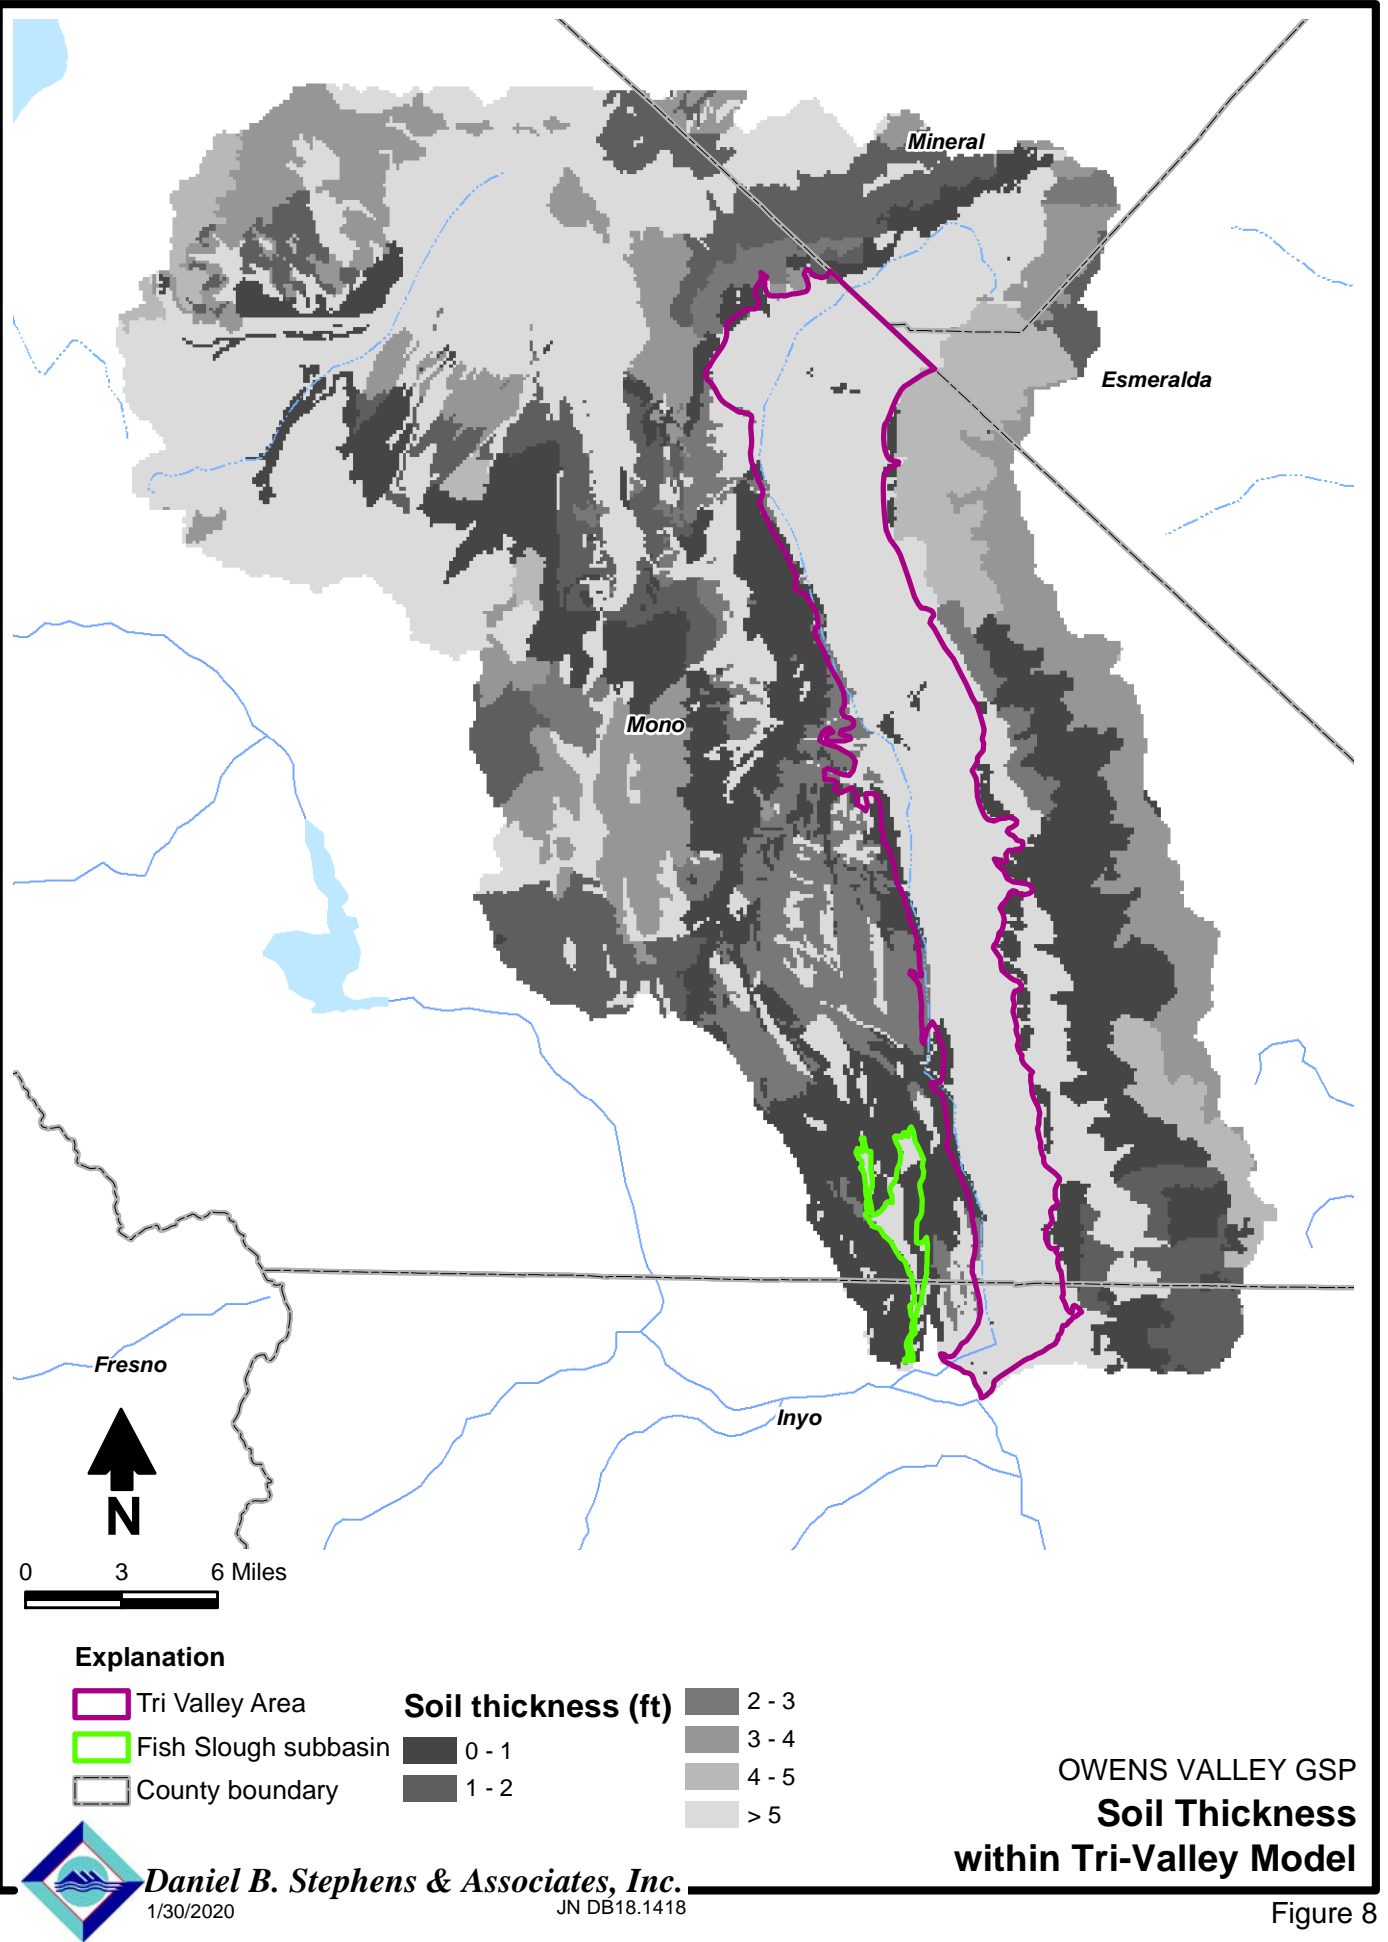 Mineral
Esmeralda
Mono
Fresno
Inyo
N
0 3 6 Miles
Explanation
Tri Valley Area
Fish Slough subbasin
County boundary
Soil thickness (ft)
0 - 1
1 - 2
2 - 3
3 - 4
4 - 5
> 5
OWENS VALLEY GSP
Soil Thickness
within Tri-Valley Model
Daniel B. Stephens & Associates, Inc.
1/30/2020
JN DB18.1418
Figure 8